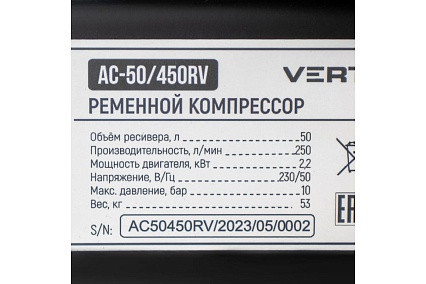 AC-50/450RV
VERT
РЕМЕННОЙ КОМПРЕССОР
Объём ресивера, л 50
Производительность, л/мин 250
Мощность двигателя, кВт 2,2
Напряжение, В/Гц 230/50
Макс. давление, бар 10
Вес, кг 53
S/N: AC50450RV/2023/05/0002